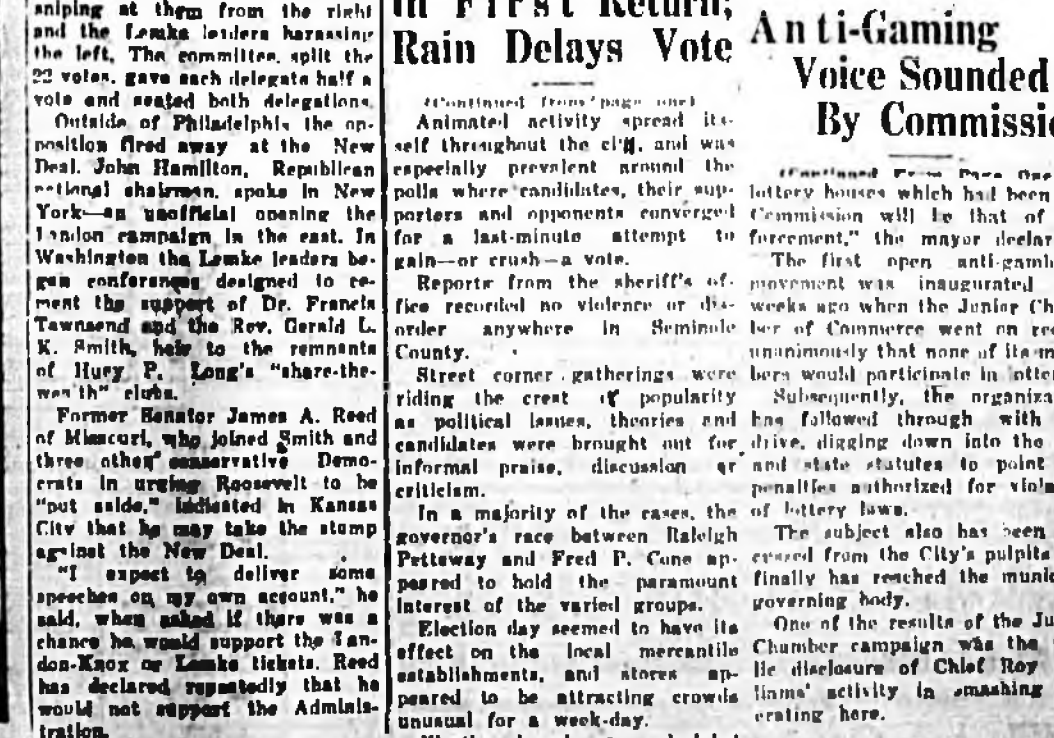 sniping at them from the right
and the Lemke leaders harassing
the left. The committee, split the
22 votes, gave each delegate half a
vote and seated both delegations.
Outside of Philadelphia the op-
position fired away at the New
Deal. John Hamilton, Republican
national chairman, spoke in New
York—an unofficial opening the
Landon campaign in the east. In
Washington the Lemke leaders be-
gan conferences designed to ce-
ment the support of Dr. Francis
Townsend and the Rev. Gerald L.
K. Smith, heir to the remnants
of Huey P. Long's "share-the-
wealth" clubs.
Former Senator James A. Reed
of Missouri, who joined Smith and
three other conservative Demo-
crats in urging Roosevelt to be
"put aside," indicated in Kansas
City that he may take the stump
against the New Deal.
"I expect to deliver some
speeches on my own account," he
said, when asked if there was a
chance he would support the Lan-
don-Knox or Lemke tickets. Reed
has declared repeatedly that he
would not support the Adminis-
tration.
In First Return;
Rain Delays Vote
(Continued from page one)
Animated activity spread it-
self throughout the city, and was
especially prevalent around the
polls where candidates, their sup-
porters and opponents converged
for a last-minute attempt to
gain—or crush—a vote.
Reports from the sheriff's of-
fice recorded no violence or dis-
order anywhere in Seminole
County.
Street corner gatherings were
riding the crest of popularity
as political issues, theories and
candidates were brought out for
informal praise, discussion or
criticism.
In a majority of the cases, the
governor's race between Raleigh
Petteway and Fred P. Cone ap-
peared to hold the paramount
interest of the varied groups.
Election day seemed to have its
effect on the local mercantile
establishments, and stores ap-
peared to be attracting crowds
unusual for a week-day.
Anti-Gaming
Voice Sounded
By Commissio
(Continued From Page One
lottery houses which had been
Commission will be that of
forcement," the mayor declar
The first open anti-gamb
movement was inaugurated
weeks ago when the Junior Ch
ber of Commerce went on rec
unanimously that none of its m
bers would participate in lotter
Subsequently, the organiza
has followed through with
drive, digging down into the
and state statutes to point
penalties authorized for viola
of lottery laws.
The subject also has been
cussed from the City's pulpits
finally has reached the munic
governing body.
One of the results of the Ju
Chamber campaign was the
lic disclosure of Chief Roy
liams' activity in smashing
erating here.